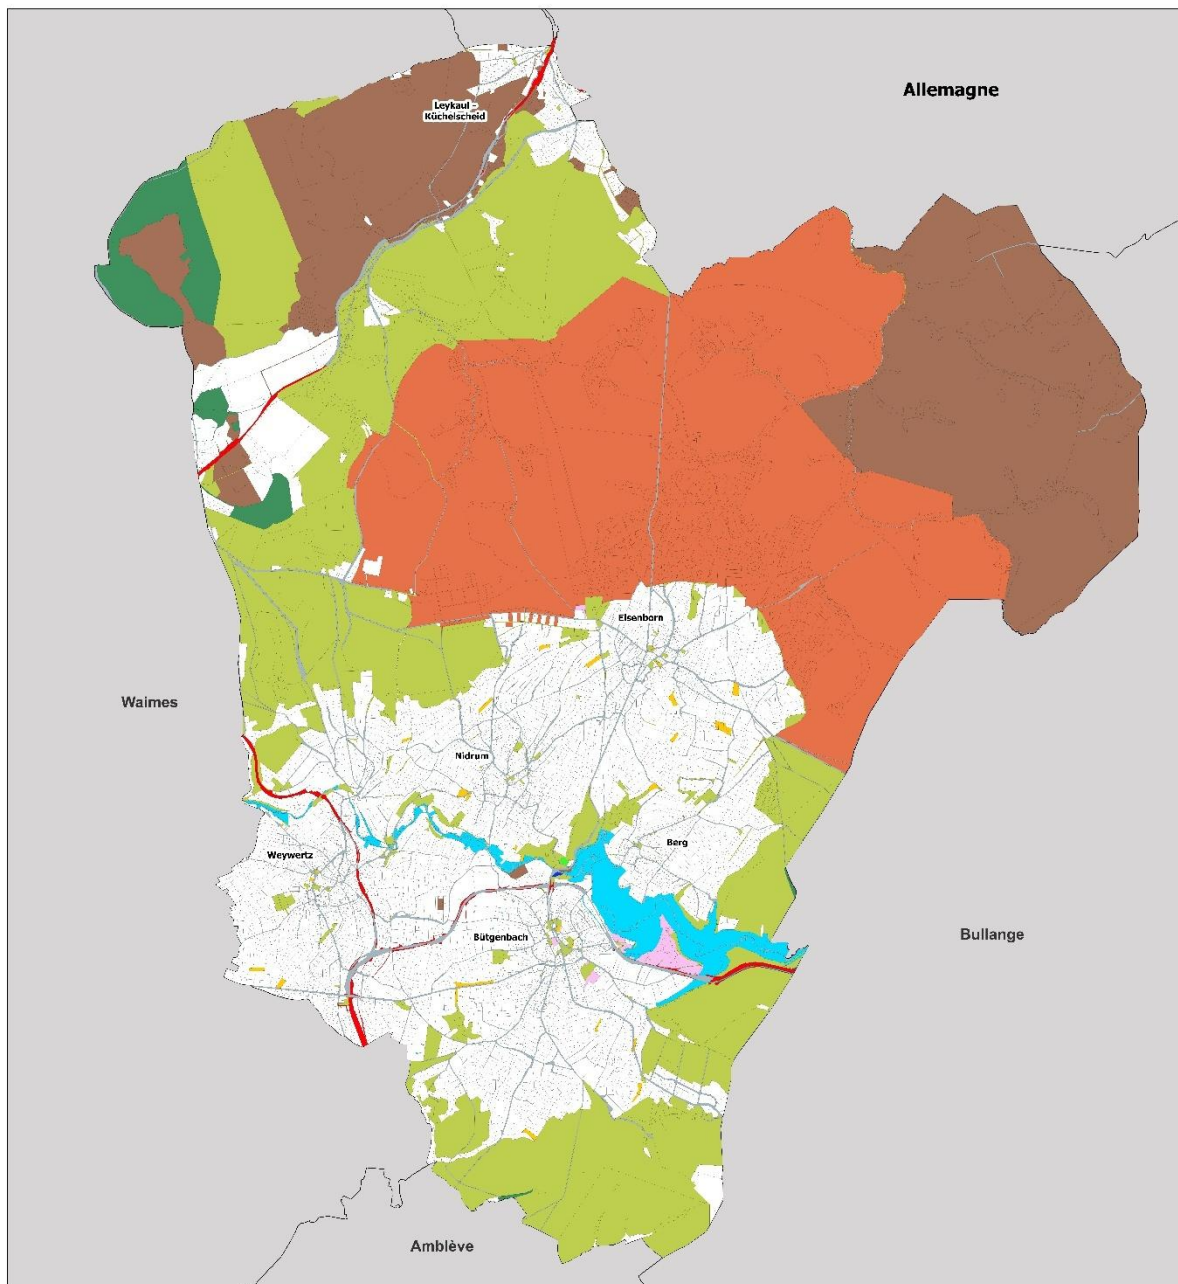 Allemagne
Leykaul –
Küchelscheid
Elsenborn
Waimes
Nidrum
Berg
Weywertz
Bütgenbach
Bullange
Amblève